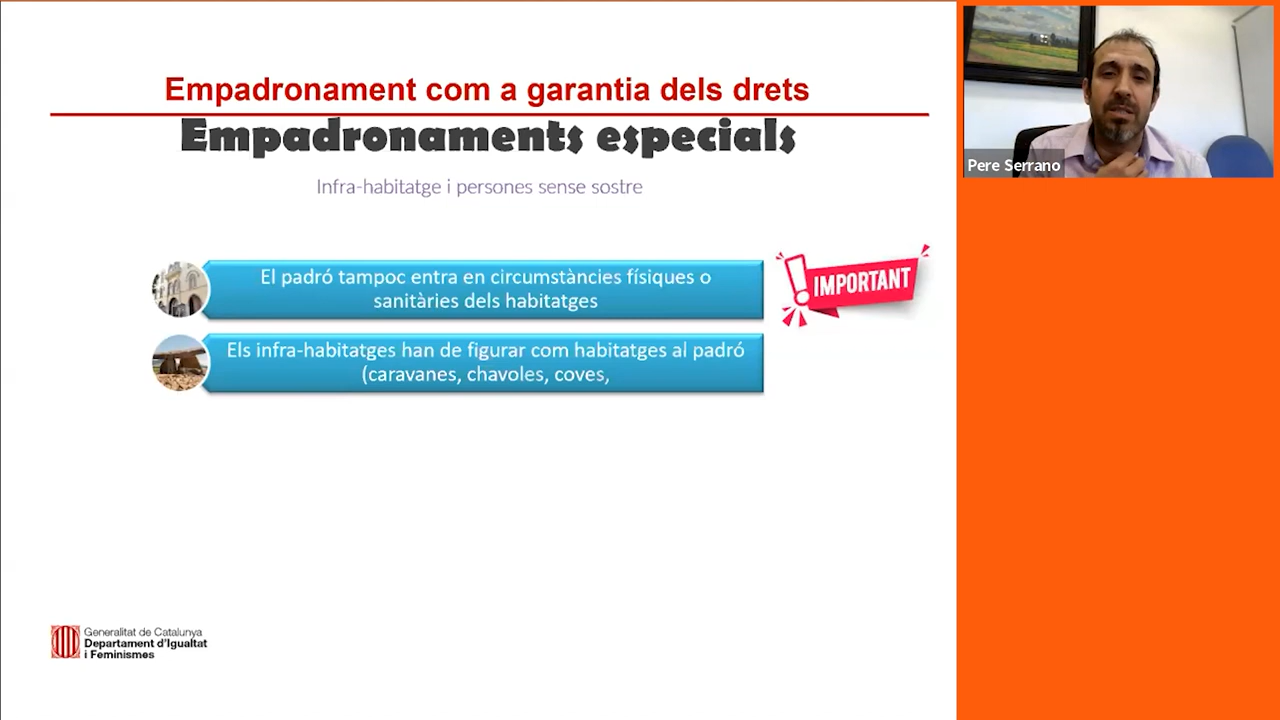 Empadronament com a garantia dels drets
Empadronaments especials
Infra-habitatge i persones sense sostre
El padró tampoc entra en circumstàncies físiques o
sanitàries dels habitatges
IMPORTANT
Els infra-habitatges han de figurar com habitatges al padró
(caravanes, chavoles, coves,
Generalitat de Catalunya
Departament d'Igualtat
i Feminismes
Pere Serrano